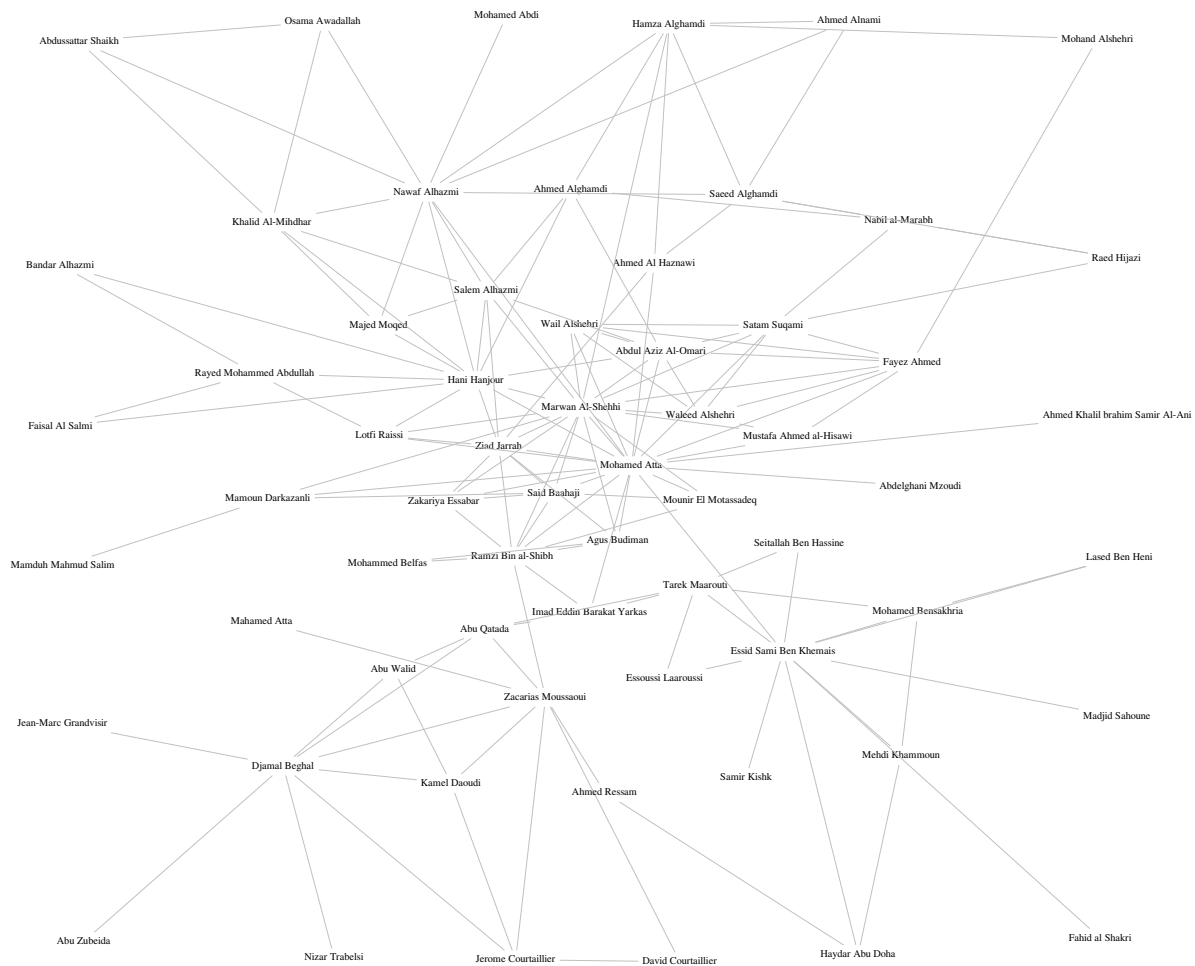 Mohamed Abdi
Osama Awadallah
Ahmed Alnami
Hamza Alghamdi
Mohand Alshehri
Abdussattar Shaikh
Ahmed Alghamdi
Nawaf Alhazmi
Saeed Alghamdi
Nabil al-Marabh
Khalid Al-Mihdhar
Raed Hijazi
Ahmed Al Haznawi
Bandar Alhazmi
Salem Alhazmi
Majed Moqed
Wail Alshehri
Satam Suqami
Abdul Aziz Al-Omari
Fayez Ahmed
Rayed Mohammed Abdullah
Hani Hanjour
Marwan Al-Shehhi
Waleed Alshehri
Ahmed Khalil brahim Samir Al-Ani
Faisal Al Salmi
Lotfi Raissi
Mustafa Ahmed al-Hisawi
Ziad Jarrah
Mohamed Atta
Abdelghani Mzoudi
Said Baahaji
Mamoun Darkazanli
Zakariya Essabar
Mounir El Motassadeq
Agus Budiman
Seitallah Ben Hassine
Ramzi Bin al-Shibh
Lased Ben Heni
Mohammed Belfas
Mamduh Mahmud Salim
Tarek Maarouti
Imad Eddin Barakat Yarkas
Mohamed Bensakhria
Mahamed Atta
Abu Qatada
Essid Sami Ben Khemais
Abu Walid
Essoussi Laaroussi
Zacarias Moussaoui
Madjid Sahoune
Jean-Marc Grandvisir
Mehdi Khammoun
Djamal Beghal
Samir Kishk
Kamel Daoudi
Ahmed Ressam
Fahid al Shakri
Abu Zubeida
Haydar Abu Doha
Nizar Trabelsi
Jerome Courtaillier
David Courtaillier